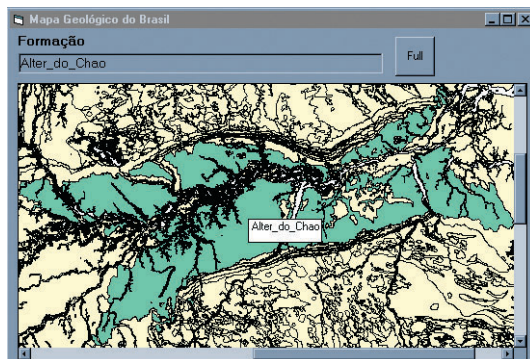 Mapa Geológico do Brasil
Formação
Alter_do_Chao
Full
Alter_do_Chao